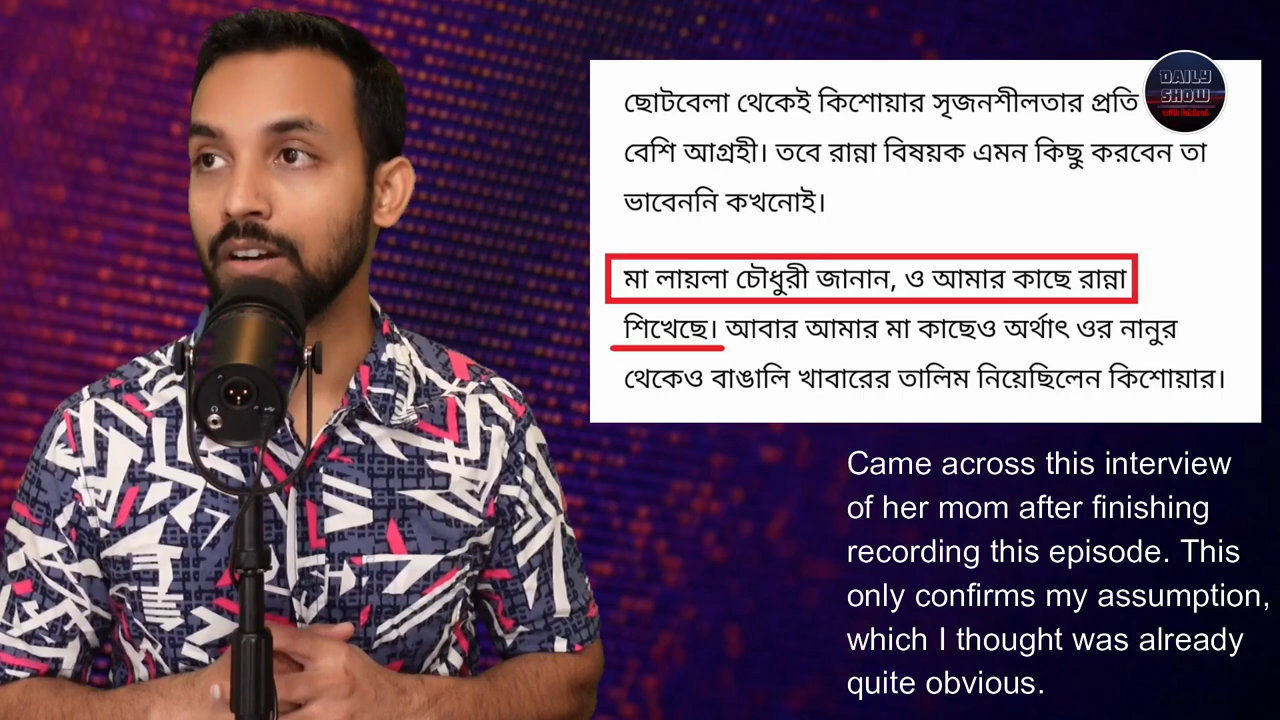 ছোটবেলা থেকেই কিশোয়ার সৃজনশীলতার প্রতি
বেশি আগ্রহী। তবে রান্না বিষয়ক এমন কিছু করবেন তা
ভাবেননি কখনোই।
মা লায়লা চৌধুরী জানান, ও আমার কাছে রান্না
শিখেছে। আবার আমার মা কাছেও অর্থাৎ ওর নানুর
থেকেও বাঙালি খাবারের তালিম নিয়েছিলেন কিশোয়ার।
DAILY
SHOW
Came across this interview
of her mom after finishing
recording this episode. This
only confirms my assumption,
which I thought was already
quite obvious.